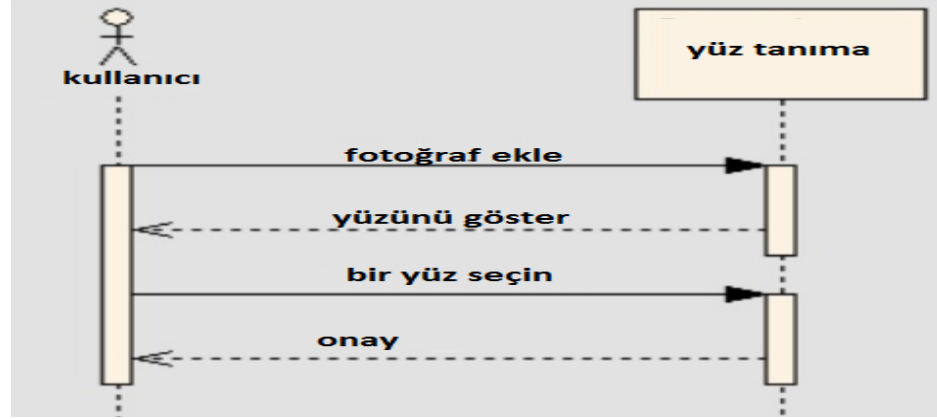 yüz tanıma
kullanıcı
fotoğraf ekle
yüzünü göster
bir yüz seçin
onay